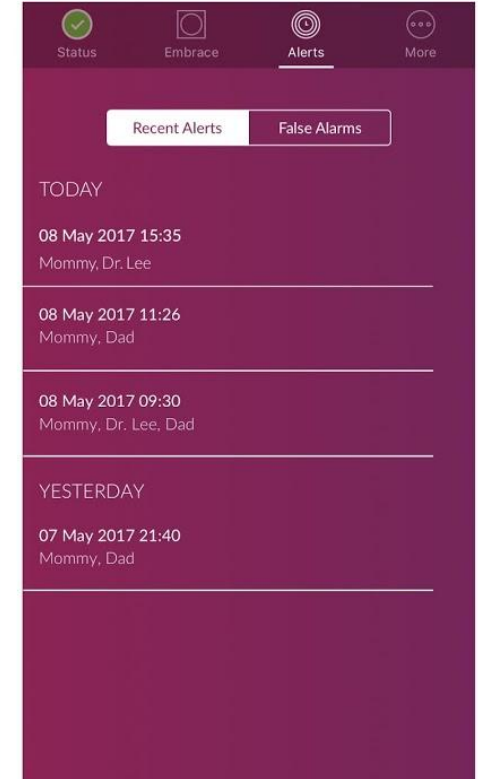 Status Embrace Alerts More
Recent Alerts False Alarms
TODAY
08 May 2017 15:35
Mommy, Dr. Lee
08 May 2017 11:26
Mommy, Dad
08 May 2017 09:30
Mommy, Dr. Lee, Dad
YESTERDAY
07 May 2017 21:40
Mommy, Dad